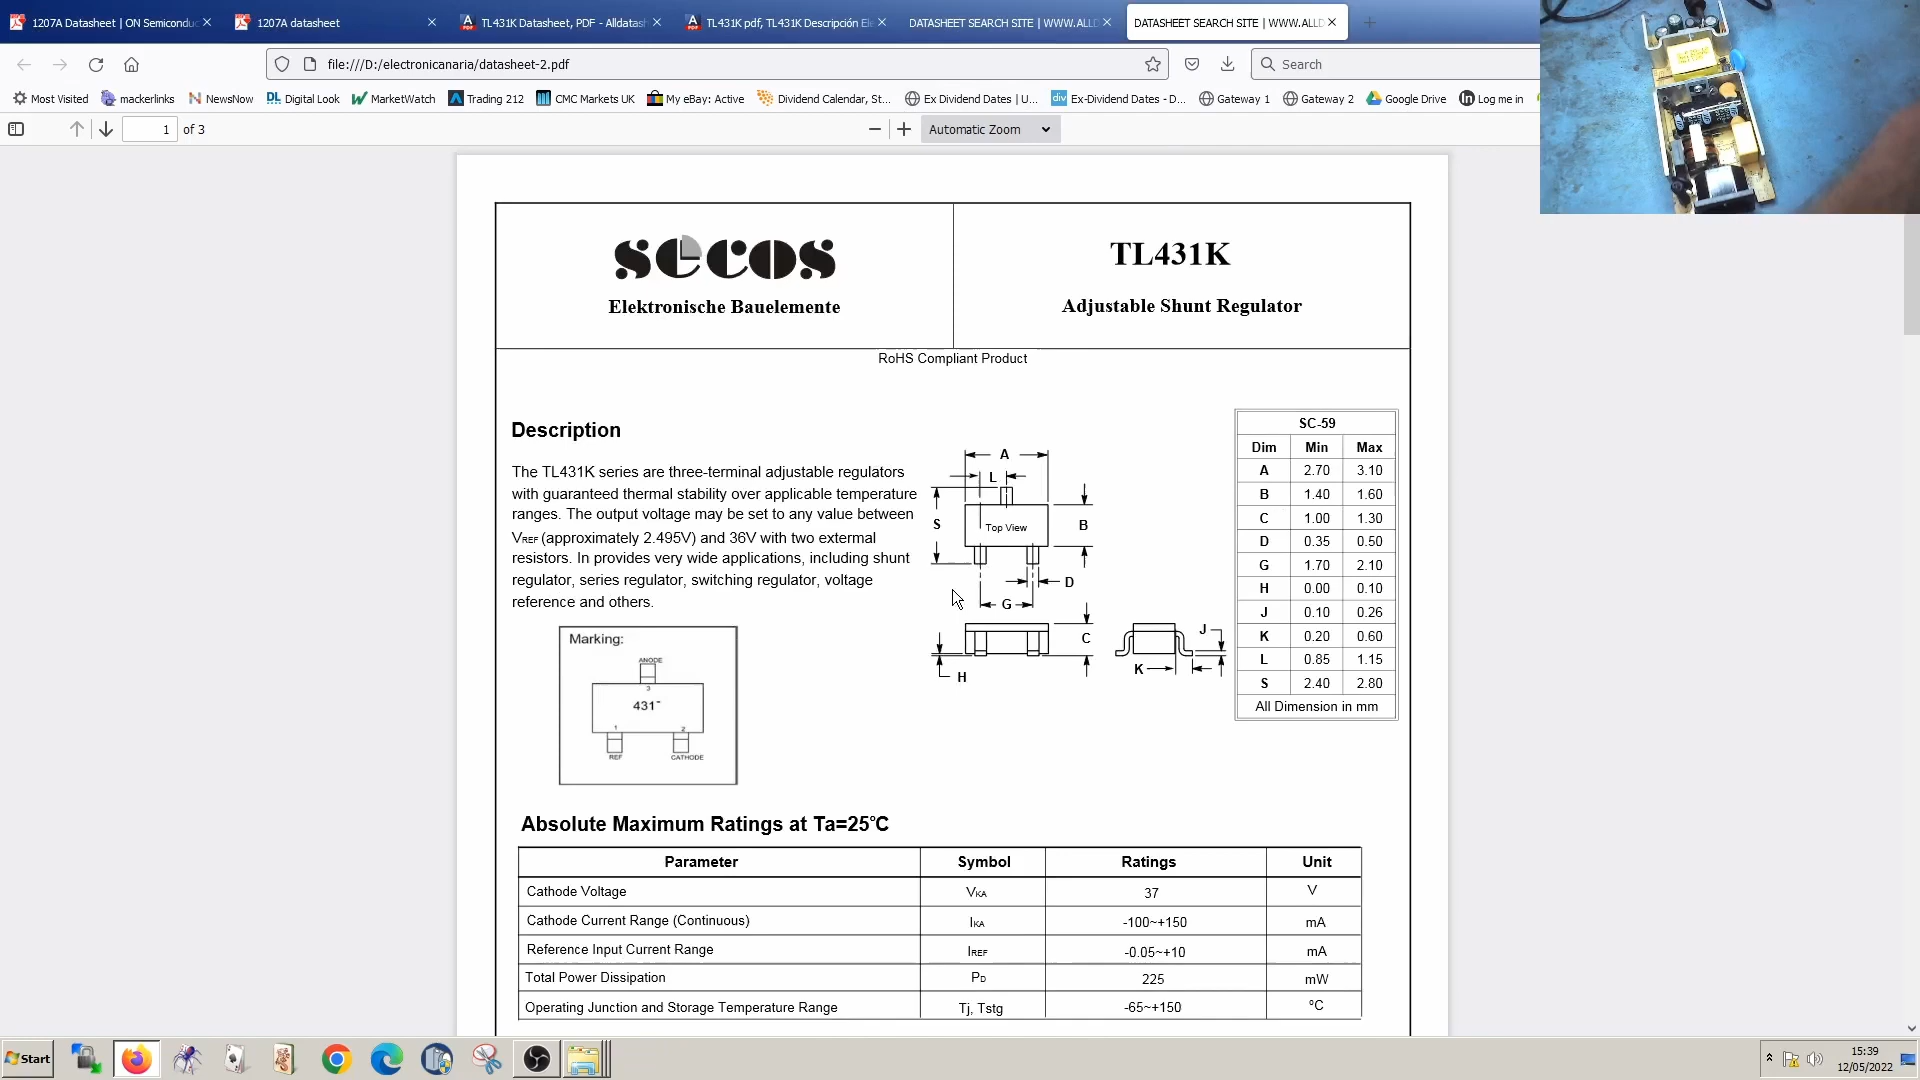 1207A Datasheet | ON Semiconduc
1207A datasheet
TL431K Datasheet, PDF - Alldatash
TL431K pdf, TL431K Descripción Ele
DATASHEET SEARCH SITE | WWW.ALLD
DATASHEET SEARCH SITE | WWW.ALLD
file:///D:/electronicanaria/datasheet-2.pdf
Search
Most Visited
mackerlinks
NewsNow
DL Digital Look
MarketWatch
Trading 212
CMC Markets UK
My eBay: Active
Dividend Calendar, St...
Ex Dividend Dates | U...
div Ex-Dividend Dates - D...
Gateway 1
Gateway 2
Google Drive
Log me in
1 of 3
Automatic Zoom
secos
Elektronische Bauelemente
TL431K
Adjustable Shunt Regulator
RoHS Compliant Product
Description
The TL431K series are three-terminal adjustable regulators
with guaranteed thermal stability over applicable temperature
ranges. The output voltage may be set to any value between
VREF (approximately 2.495V) and 36V with two extermal
resistors. In provides very wide applications, including shunt
regulator, series regulator, switching regulator, voltage
reference and others.
Marking:
ANODE
3
431
1 2
REF CATHODE
A
L
S
Top View
B
D
G
C
H
J
K
SC-59
Dim Min Max
A 2.70 3.10
B 1.40 1.60
C 1.00 1.30
D 0.35 0.50
G 1.70 2.10
H 0.00 0.10
J 0.10 0.26
K 0.20 0.60
L 0.85 1.15
S 2.40 2.80
All Dimension in mm
Absolute Maximum Ratings at Ta=25°C
Parameter Symbol Ratings Unit
Cathode Voltage VKA 37 V
Cathode Current Range (Continuous) IKA -100~+150 mA
Reference Input Current Range IREF -0.05~+10 mA
Total Power Dissipation PD 225 mW
Operating Junction and Storage Temperature Range Tj, Tstg -65~+150 °C
Start
15:39
12/05/2022